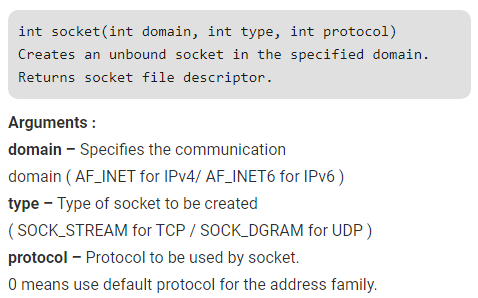 int socket(int domain, int type, int protocol)
Creates an unbound socket in the specified domain.
Returns socket file descriptor.
Arguments :
domain – Specifies the communication
domain ( AF_INET for IPv4/ AF_INET6 for IPv6 )
type – Type of socket to be created
( SOCK_STREAM for TCP / SOCK_DGRAM for UDP )
protocol – Protocol to be used by socket.
0 means use default protocol for the address family.